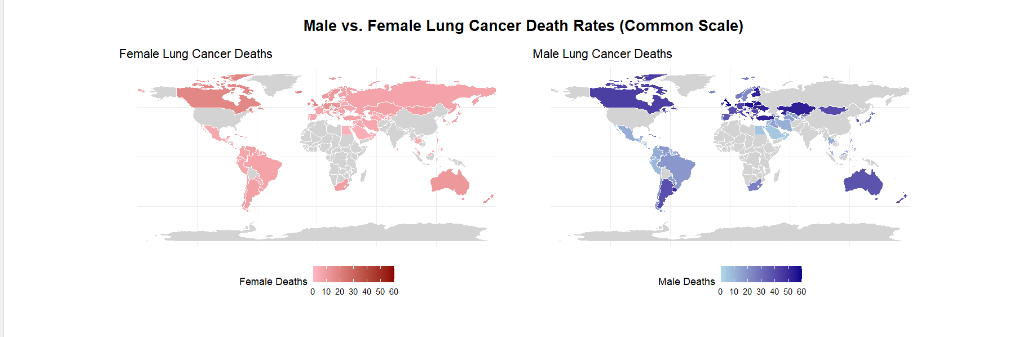 Male vs. Female Lung Cancer Death Rates (Common Scale)
Female Lung Cancer Deaths
Male Lung Cancer Deaths
Female Deaths
0 10 20 30 40 50 60
Male Deaths
0 10 20 30 40 50 60